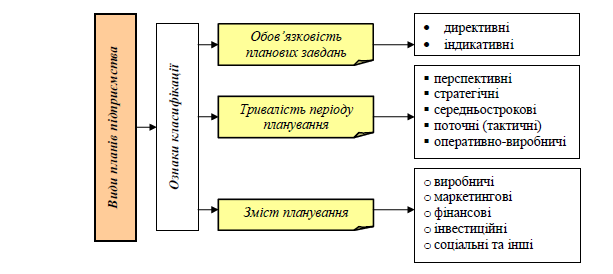 Види планів підприємства
Ознаки класифікації
Обов’язковість
планових завдань
• директивні
• індикативні
Тривалість періоду
планування
▪ перспективні
▪ стратегічні
▪ середньострокові
▪ поточні (тактичні)
▪ оперативно-виробничі
Зміст планування
o виробничі
o маркетингові
o фінансові
o інвестиційні
o соціальні та інші